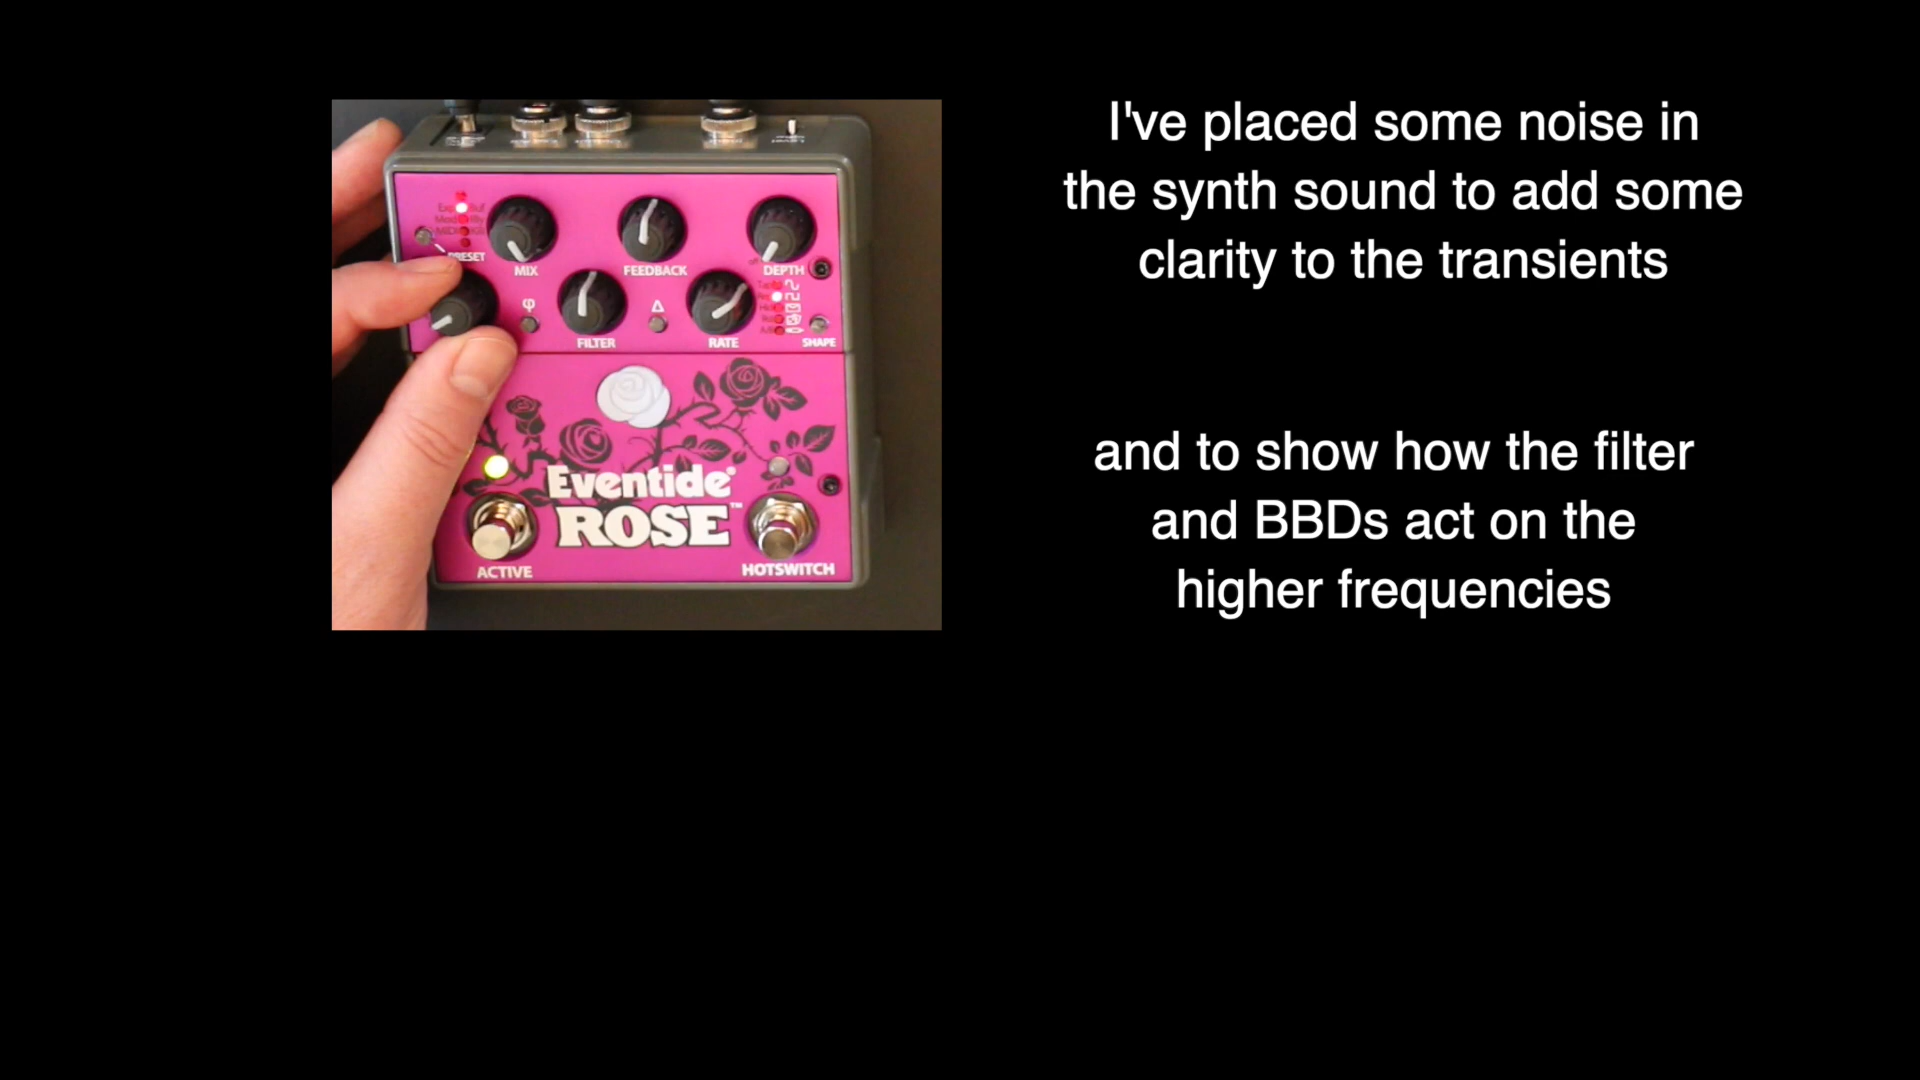 I've placed some noise in
the synth sound to add some
clarity to the transients
and to show how the filter
and BBDs act on the
higher frequencies
PRESET
MIX
FEEDBACK
DEPTH
φ
Δ
FILTER
RATE
SHAPE
Eventide®
ROSE™
ACTIVE
HOTSWITCH